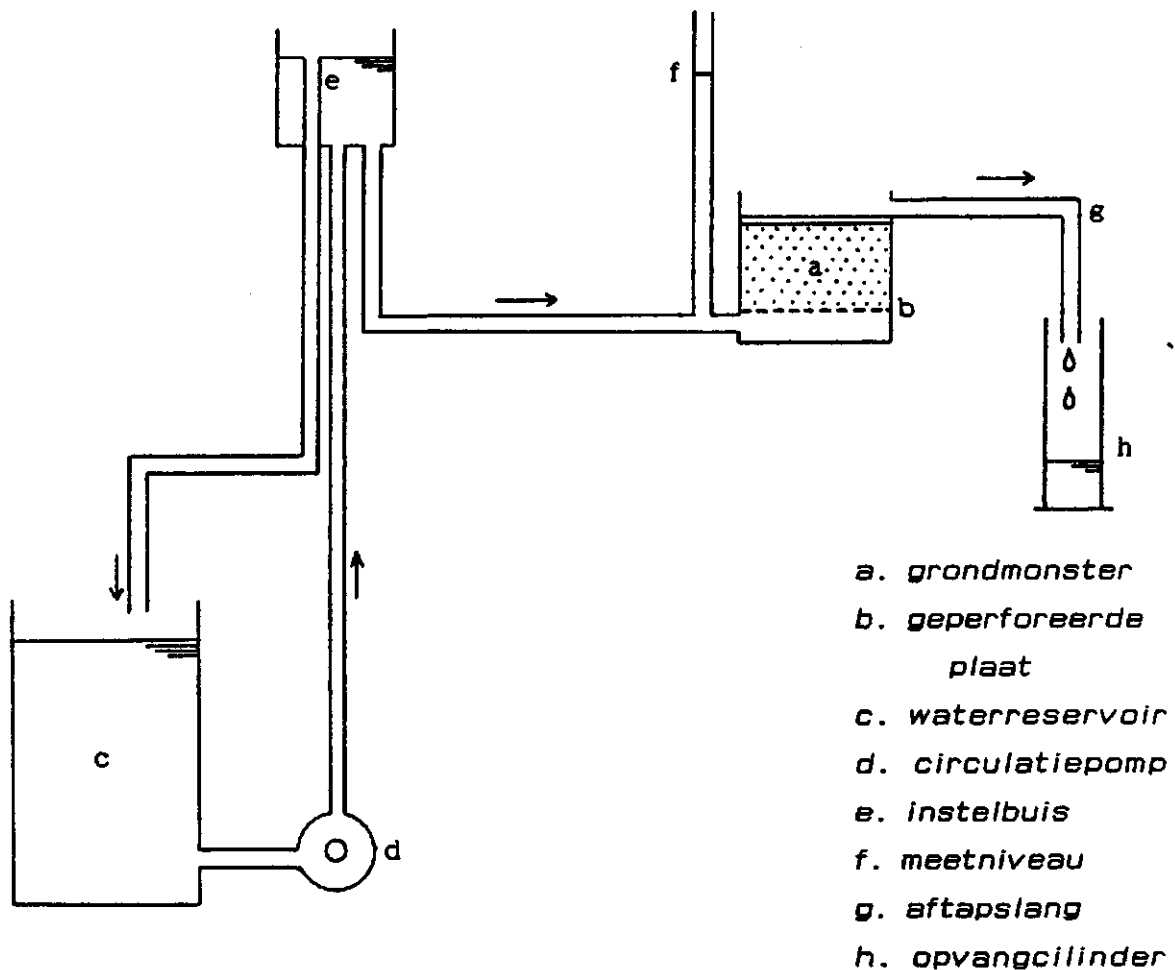 e
f
g
a
b
h
c
d
a. grondmonster
b. geperforeerde
plaat
c. waterreservoir
d. circulatiepomp
e. instelbuis
f. meetniveau
g. aftapslang
h. opvangcilinder